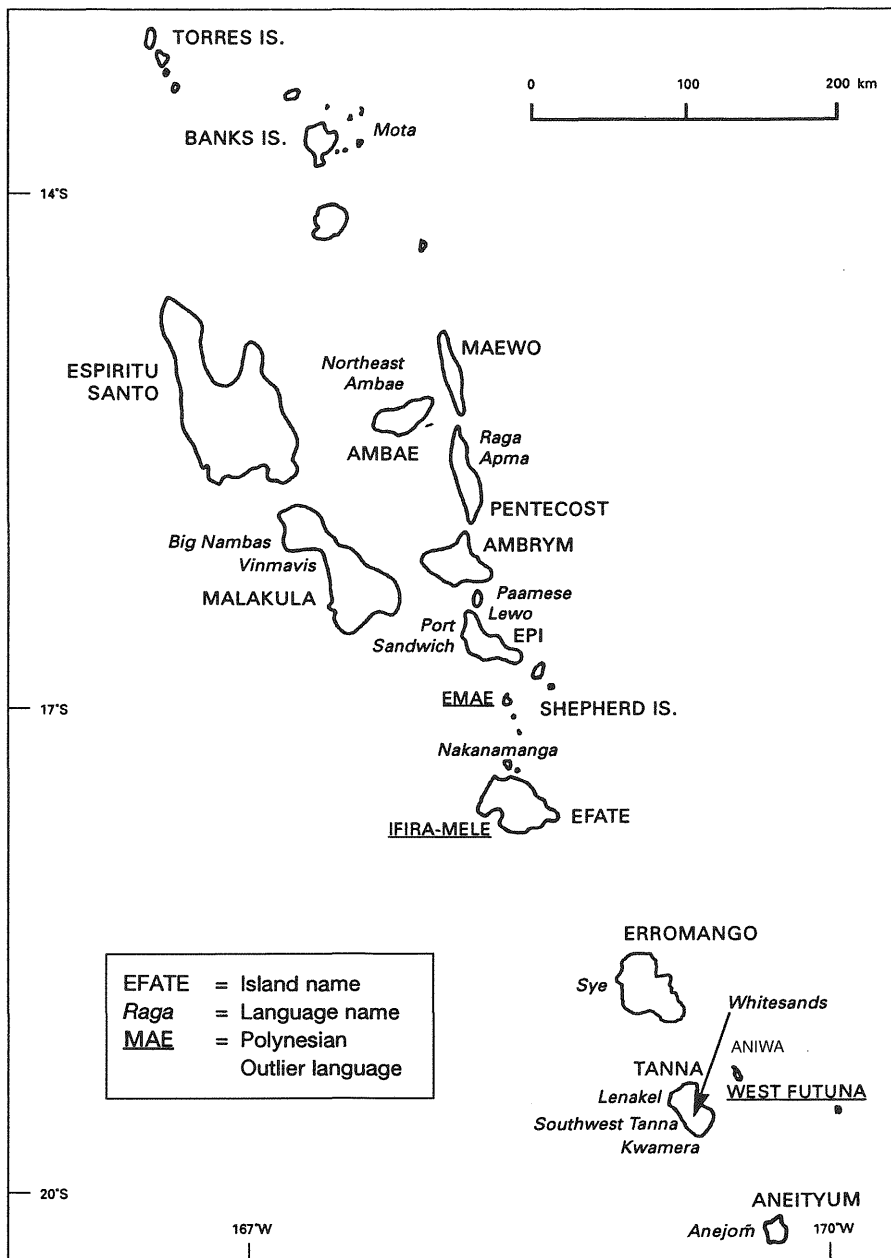 TORRES IS.
0 100 200 km
BANKS IS.
Mota
14°S
MAEWO
Northeast
Ambae
ESPIRITU
SANTO
AMBAE
Raga
Apma
PENTECOST
AMBRYM
Big Nambas
Vinmavis
MALAKULA
Paamese
Lewo
Port
Sandwich
EPI
EMAE
SHEPHERD IS.
17°S
Nakanamanga
EFATE
IFIRA-MELE
ERROMANGO
Sye
Whitesands
ANIWA
TANNA
WEST FUTUNA
Lenakel
Southwest Tanna
Kwamera
EFATE = Island name
Raga = Language name
MAE = Polynesian
Outlier language
20°S
ANEITYUM
Anejom̃
167°W
170°W